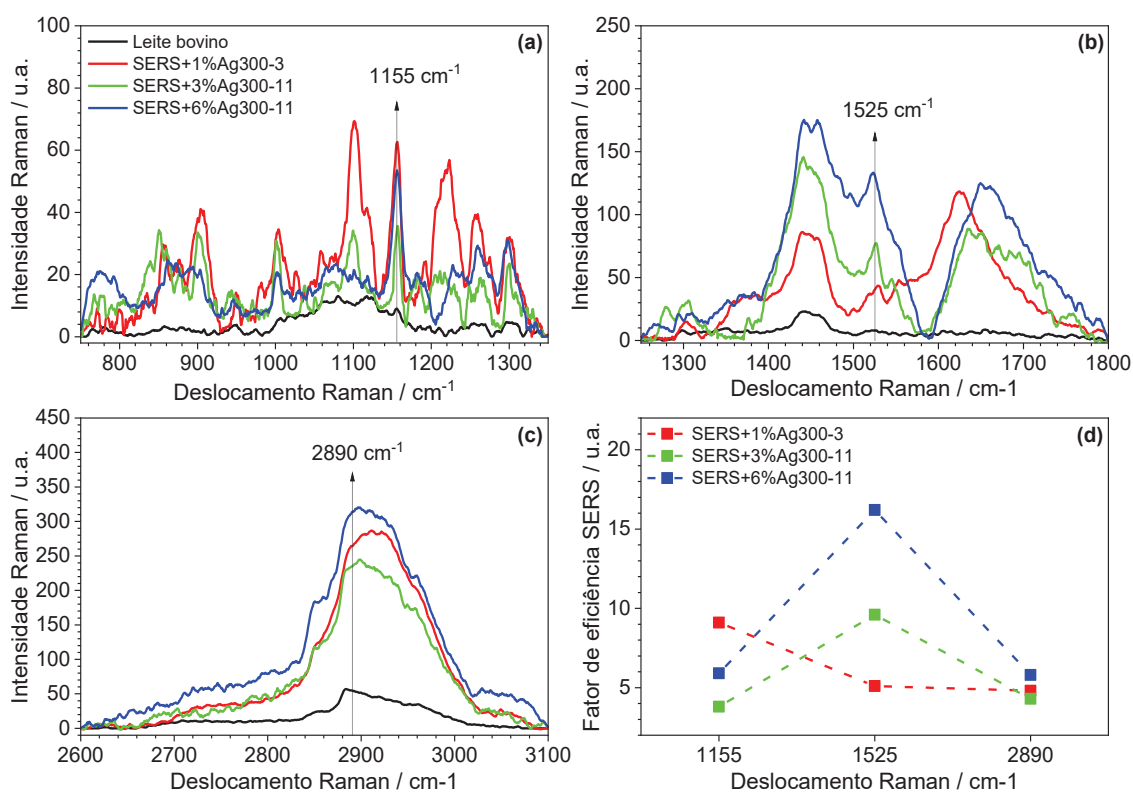 (a)
Intensidade Raman / u.a.
100
80
60
40
20
0
Leite bovino
SERS+1%Ag300-3
SERS+3%Ag300-11
SERS+6%Ag300-11
1155 cm⁻¹
800 900 1000 1100 1200 1300
Deslocamento Raman / cm⁻¹
(b)
Intensidade Raman / u.a.
250
200
150
100
50
0
1525 cm⁻¹
1300 1400 1500 1600 1700 1800
Deslocamento Raman / cm-1
(c)
Intensidade Raman / u.a.
450
400
350
300
250
200
150
100
50
0
2890 cm⁻¹
2600 2700 2800 2900 3000 3100
Deslocamento Raman / cm-1
(d)
Fator de eficiência SERS / u.a.
20
15
10
5
SERS+1%Ag300-3
SERS+3%Ag300-11
SERS+6%Ag300-11
1155 1525 2890
Deslocamento Raman / cm-1